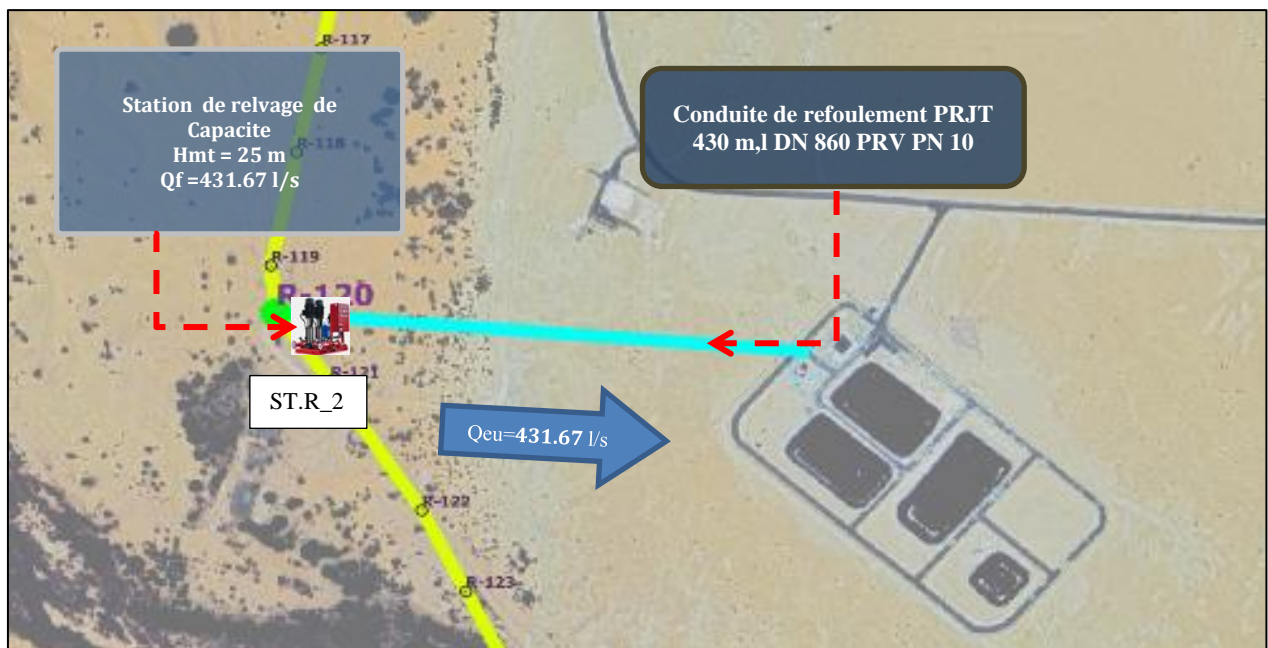 R-117
Station de relvage de
Capacite
Hmt = 25 m
Qf =431.67 l/s
R-118
Conduite de refoulement PRJT
430 m,l DN 860 PRV PN 10
R-119
R-120
R-121
ST.R_2
Qeu=431.67 l/s
R-122
R-123